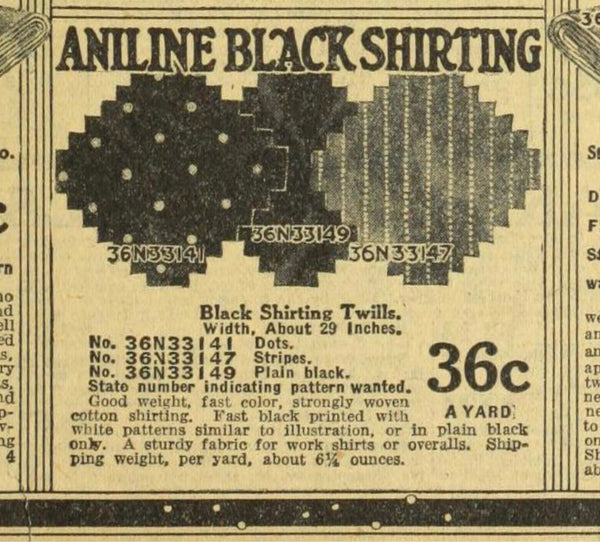 ANILINE BLACK SHIRTING
36N33141
36N33149
36N33147
Black Shirting Twills.
Width, About 29 Inches.
No. 36N33141 Dots.
No. 36N33147 Stripes.
No. 36N33149 Plain black.
State number indicating pattern wanted.
Good weight, fast color, strongly woven
cotton shirting. Fast black printed with
white patterns similar to illustration, or in plain black
only. A sturdy fabric for work shirts or overalls. Ship-
ping weight, per yard, about 6¼ ounces.
36c
A YARD